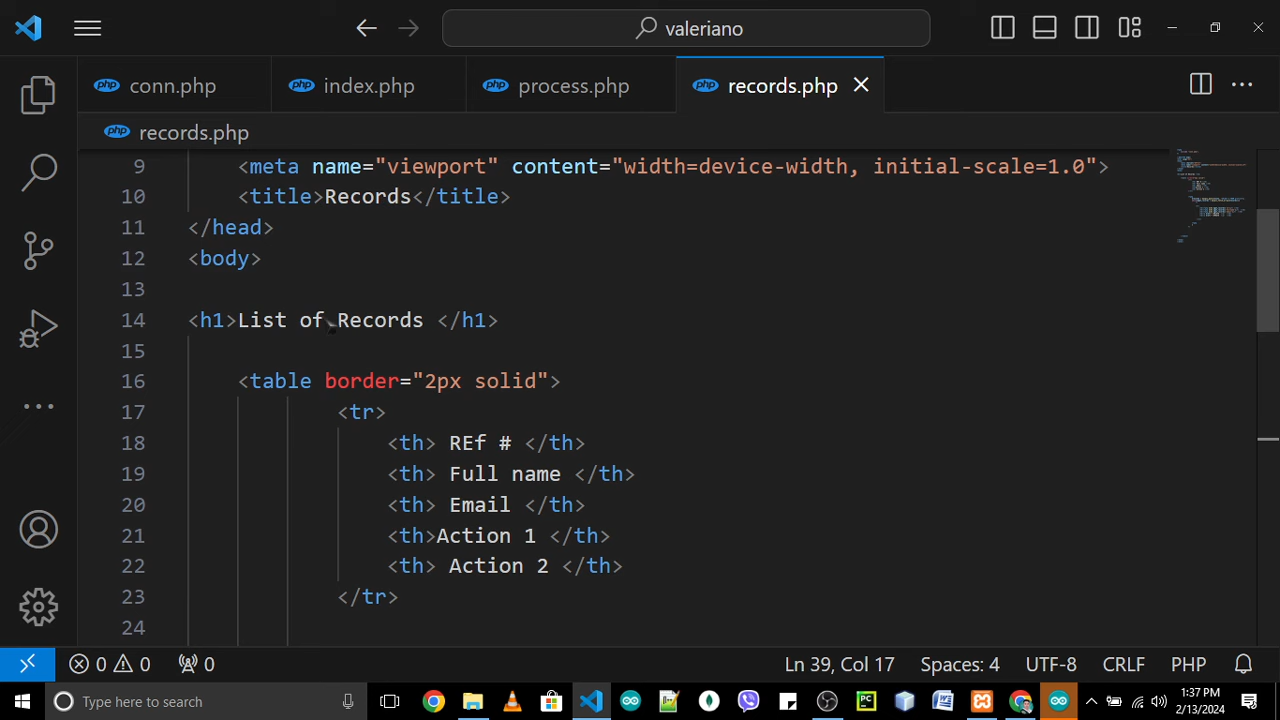 valeriano
conn.php
index.php
process.php
records.php
records.php
9 <meta name="viewport" content="width=device-width, initial-scale=1.0">
10 <title>Records</title>
11 </head>
12 <body>
13
14 <h1>List of Records </h1>
15
16 <table border="2px solid">
17 <tr>
18 <th> REf # </th>
19 <th> Full name </th>
20 <th> Email </th>
21 <th>Action 1 </th>
22 <th> Action 2 </th>
23 </tr>
24
0 0 0 Ln 39, Col 17 Spaces: 4 UTF-8 CRLF PHP
Type here to search
1:37 PM
2/13/2024